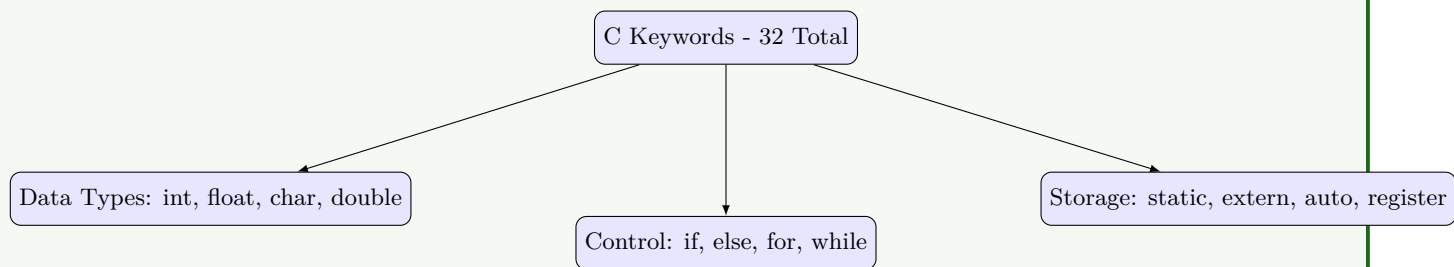 C Keywords - 32 Total
Data Types: int, float, char, double
Storage: static, extern, auto, register
Control: if, else, for, while